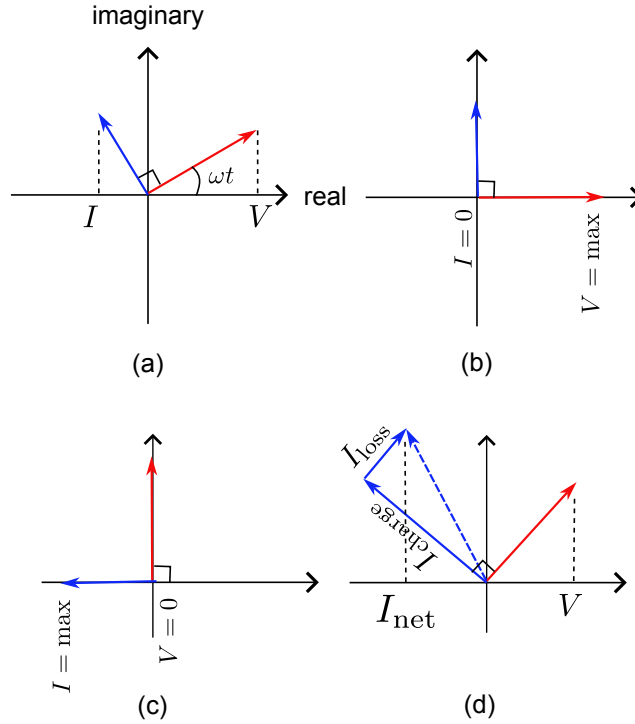 imaginary
I
ωt
V
real
(a)
I = 0
V = max
(b)
I = max
V = 0
(c)
I_loss
I_charge
I_net
V
(d)